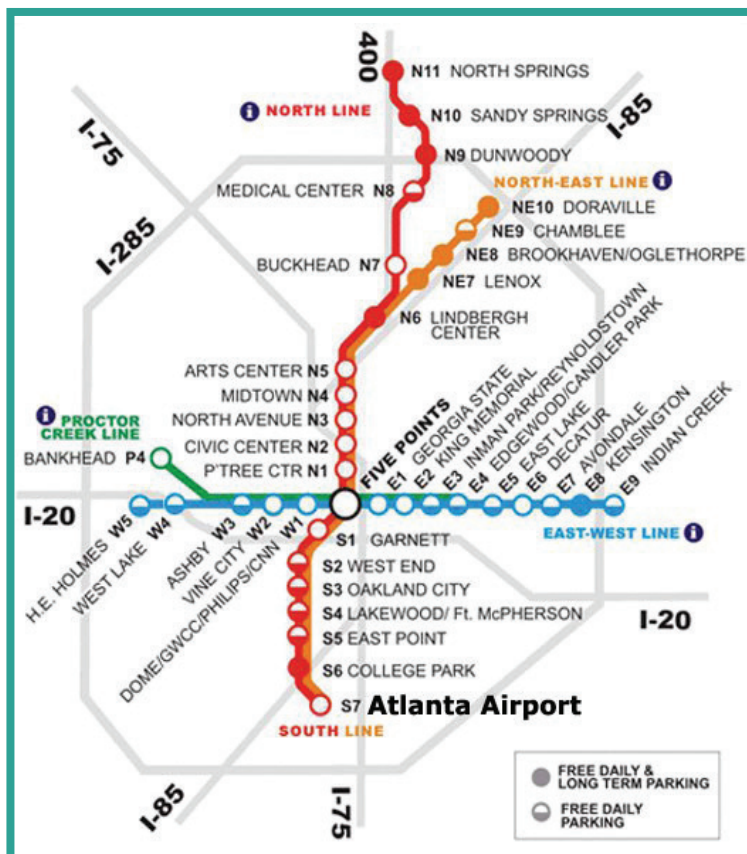 400
N11 NORTH SPRINGS
NORTH LINE
N10 SANDY SPRINGS
I-85
I-75
N9 DUNWOODY
MEDICAL CENTER N8
NORTH-EAST LINE
NE10 DORAVILLE
NE9 CHAMBLEE
I-285
NE8 BROOKHAVEN/OGLETHORPE
BUCKHEAD N7
NE7 LENOX
N6 LINDBERGH
CENTER
ARTS CENTER N5
MIDTOWN N4
NORTH AVENUE N3
CIVIC CENTER N2
P'TREE CTR N1
PROCTOR
CREEK LINE
BANKHEAD P4
FIVE POINTS
E1 GEORGIA STATE
E2 KING MEMORIAL
E3 INMAN PARK/REYNOLDSTOWN
E4 EDGEWOOD/CANDLER PARK
E5 EAST LAKE
E6 DECATUR
E7 AVONDALE
E8 KENSINGTON
E9 INDIAN CREEK
I-20
H.E. HOLMES W5
WEST LAKE W4
ASHBY W3
VINE CITY W2
DOME/GWCC/PHILIPS/CNN W1
EAST-WEST LINE
S1 GARNETT
S2 WEST END
S3 OAKLAND CITY
S4 LAKEWOOD/ Ft. McPHERSON
I-20
S5 EAST POINT
S6 COLLEGE PARK
S7 Atlanta Airport
SOUTH LINE
I-85
I-75
FREE DAILY &
LONG TERM PARKING
FREE DAILY
PARKING